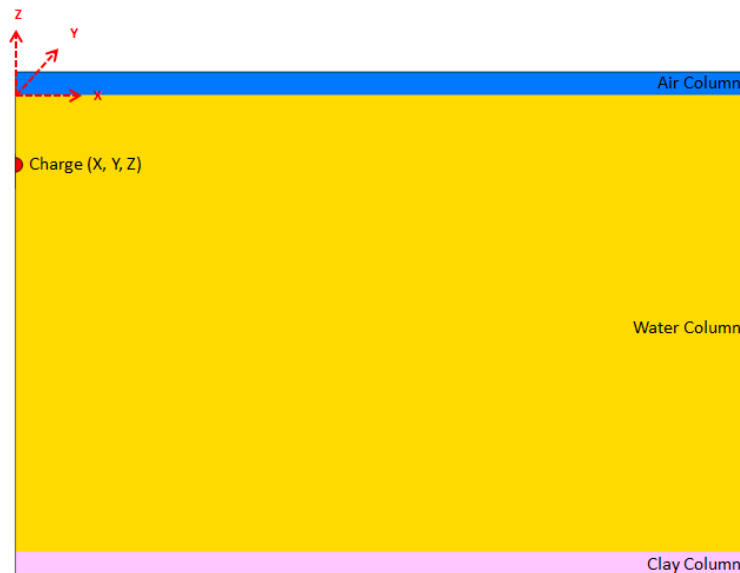 Z
Y
X
Air Column
Charge (X, Y, Z)
Water Column
Clay Column